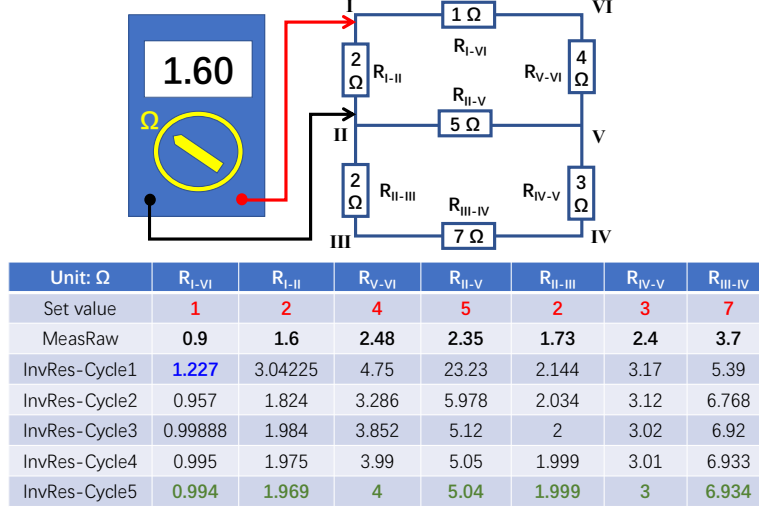 I
VI
1 Ω
R_I-VI
1.60
2 Ω
R_I-II
R_V-VI
4 Ω
Ω
R_II-V
II
5 Ω
V
2 Ω
R_II-III
R_IV-V
3 Ω
R_III-IV
III
7 Ω
IV
Unit: Ω R_I-VI R_I-II R_V-VI R_II-V R_II-III R_IV-V R_III-IV
Set value 1 2 4 5 2 3 7
MeasRaw 0.9 1.6 2.48 2.35 1.73 2.4 3.7
InvRes-Cycle1 1.227 3.04225 4.75 23.23 2.144 3.17 5.39
InvRes-Cycle2 0.957 1.824 3.286 5.978 2.034 3.12 6.768
InvRes-Cycle3 0.99888 1.984 3.852 5.12 2 3.02 6.92
InvRes-Cycle4 0.995 1.975 3.99 5.05 1.999 3.01 6.933
InvRes-Cycle5 0.994 1.969 4 5.04 1.999 3 6.934